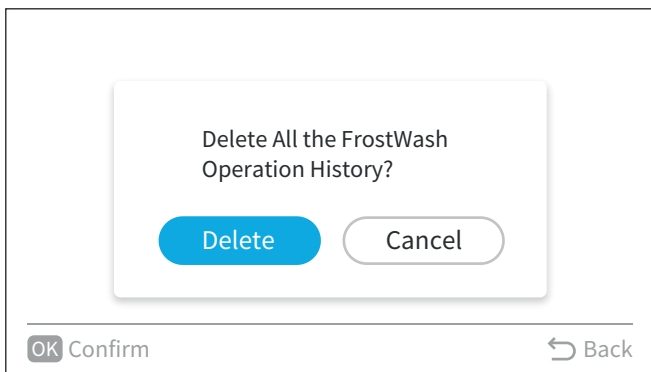 Delete All the FrostWash
Operation History?
Delete Cancel
OK Confirm Back